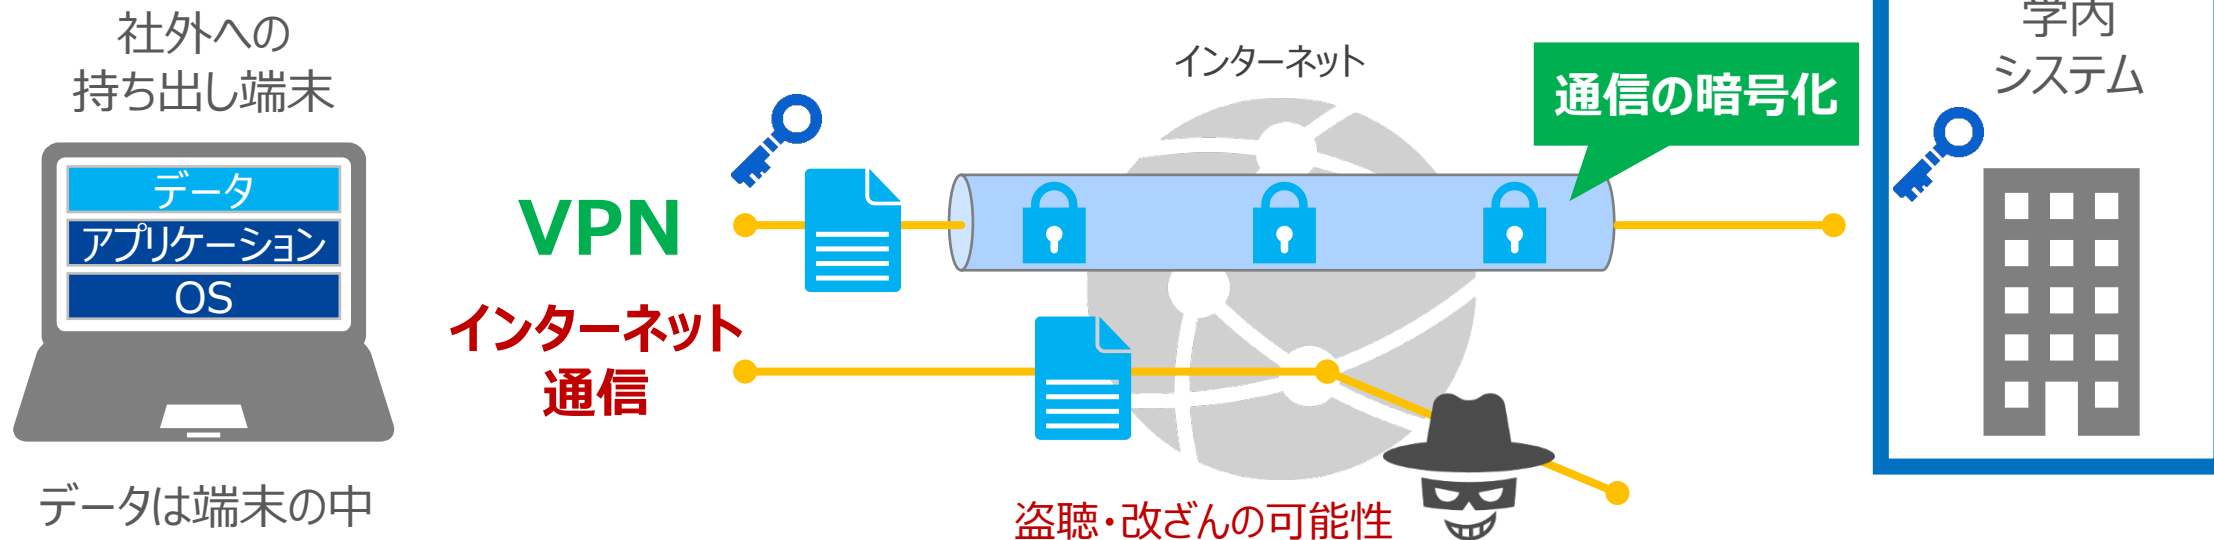 社外への
持ち出し端末
データ
アプリケーション
OS
データは端末の中
VPN
インターネット
通信
インターネット
通信の暗号化
盗聴・改ざんの可能性
学内
システム